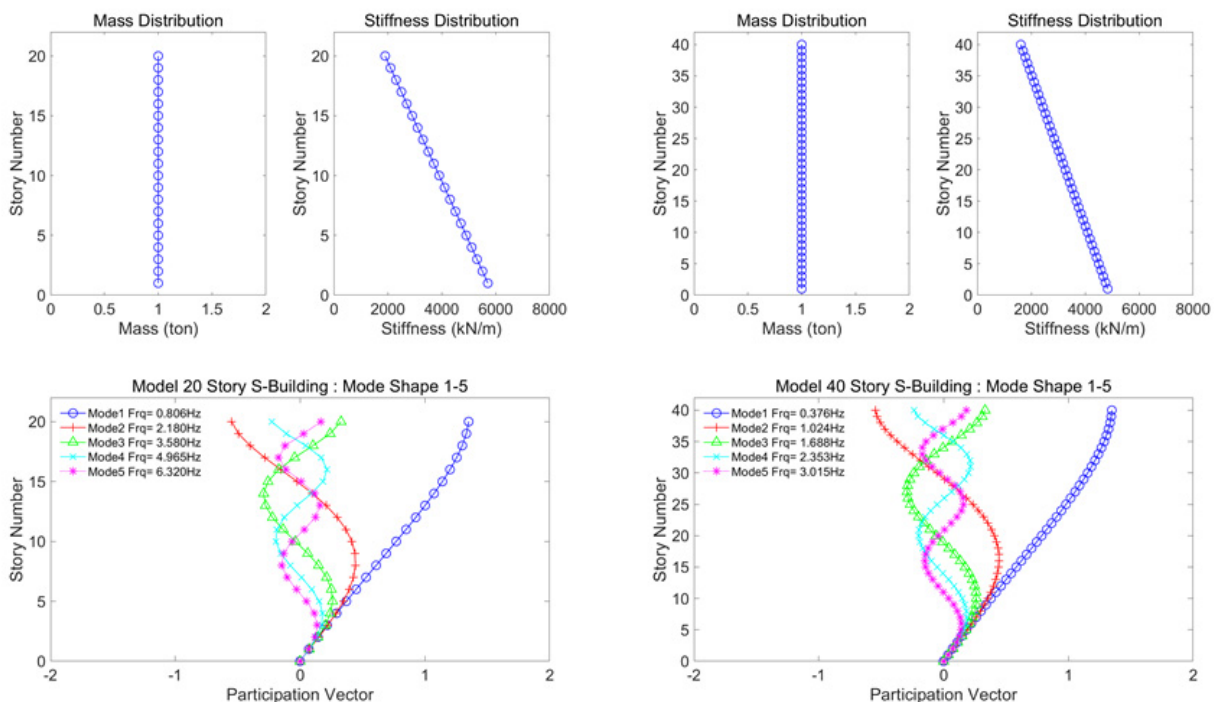 Mass Distribution
20
15
10
5
0
Story Number
0 0.5 1 1.5 2
Mass (ton)
Stiffness Distribution
20
15
10
5
0
Story Number
0 2000 4000 6000 8000
Stiffness (kN/m)
Mass Distribution
40
35
30
25
20
15
10
5
0
Story Number
0 0.5 1 1.5 2
Mass (ton)
Stiffness Distribution
40
35
30
25
20
15
10
5
0
Story Number
0 2000 4000 6000 8000
Stiffness (kN/m)
Model 20 Story S-Building : Mode Shape 1-5
Mode1 Frq= 0.806Hz
Mode2 Frq= 2.180Hz
Mode3 Frq= 3.580Hz
Mode4 Frq= 4.965Hz
Mode5 Frq= 6.320Hz
20
15
10
5
0
Story Number
-2 -1 0 1 2
Participation Vector
Model 40 Story S-Building : Mode Shape 1-5
Mode1 Frq= 0.376Hz
Mode2 Frq= 1.024Hz
Mode3 Frq= 1.688Hz
Mode4 Frq= 2.353Hz
Mode5 Frq= 3.015Hz
40
35
30
25
20
15
10
5
0
Story Number
-2 -1 0 1 2
Participation Vector